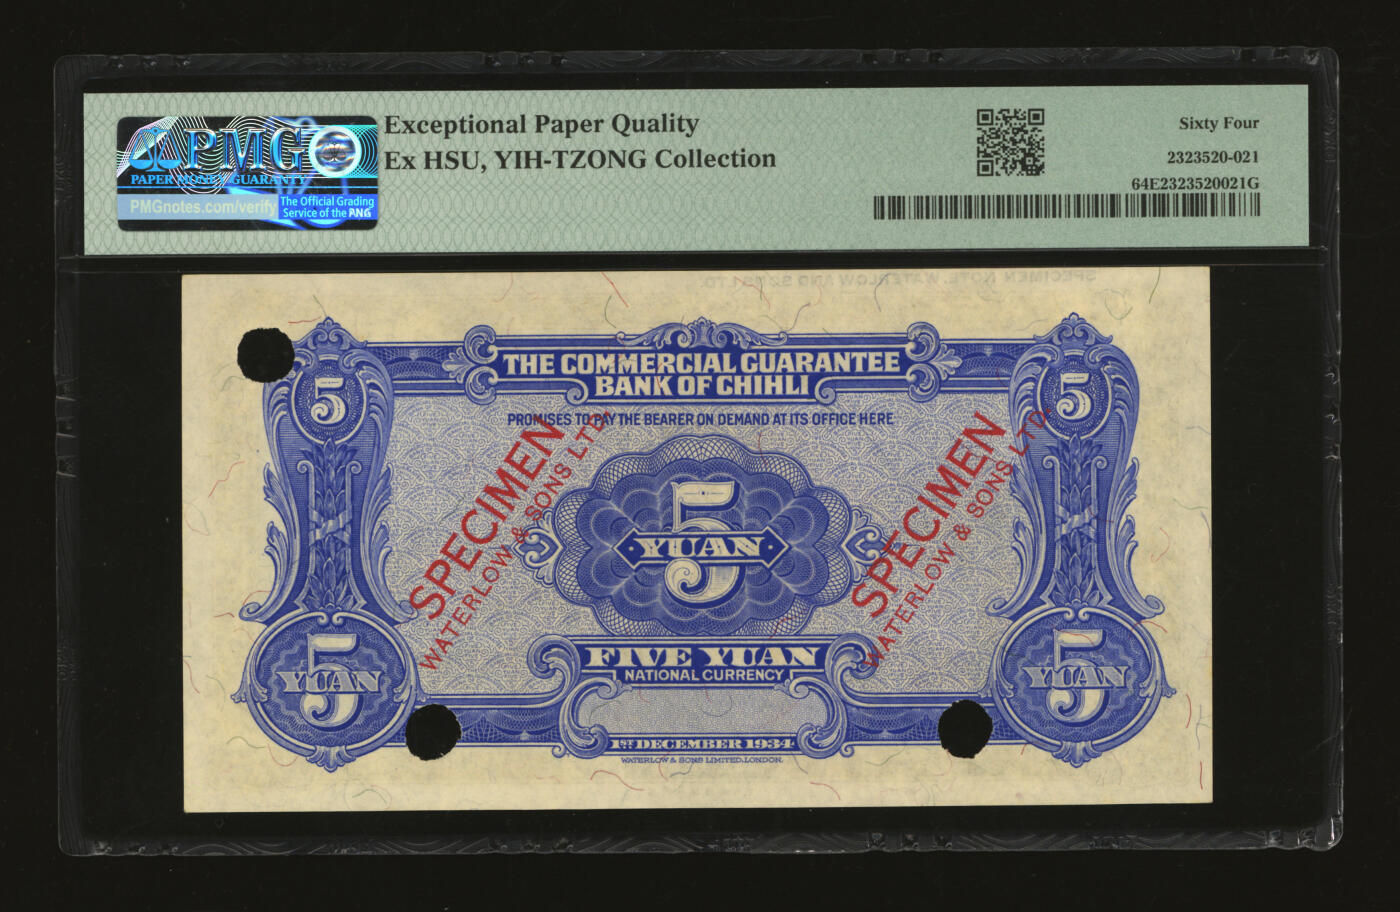 PMG
PAPER MONEY GUARANTY
PMGnotes.com/verify
The Official Grading
Service of the PNG
Exceptional Paper Quality
Ex HSU, YIH-TZONG Collection
Sixty Four
2323520-021
64E2323520021G
SPECIMEN NOTE. WATERLOW AND SONS LTD.
THE COMMERCIAL GUARANTEE
BANK OF CHIHLI
5
5
PROMISES TO PAY THE BEARER ON DEMAND AT ITS OFFICE HERE
SPECIMEN
WATERLOW & SONS LTD.
SPECIMEN
WATERLOW & SONS LTD.
5
YUAN
5
YUAN
5
YUAN
FIVE YUAN
NATIONAL CURRENCY
1ST DECEMBER 1934
WATERLOW & SONS LIMITED, LONDON.